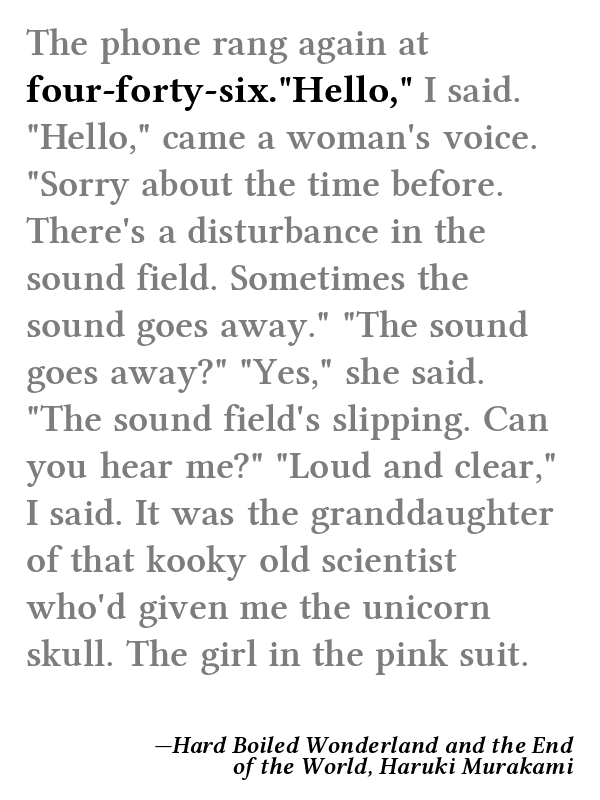 The phone rang again at
four-forty-six."Hello," I said.
"Hello," came a woman's voice.
"Sorry about the time before.
There's a disturbance in the
sound field. Sometimes the
sound goes away." "The sound
goes away?" "Yes," she said.
"The sound field's slipping. Can
you hear me?" "Loud and clear,"
I said. It was the granddaughter
of that kooky old scientist
who'd given me the unicorn
skull. The girl in the pink suit.
—Hard Boiled Wonderland and the End
of the World, Haruki Murakami